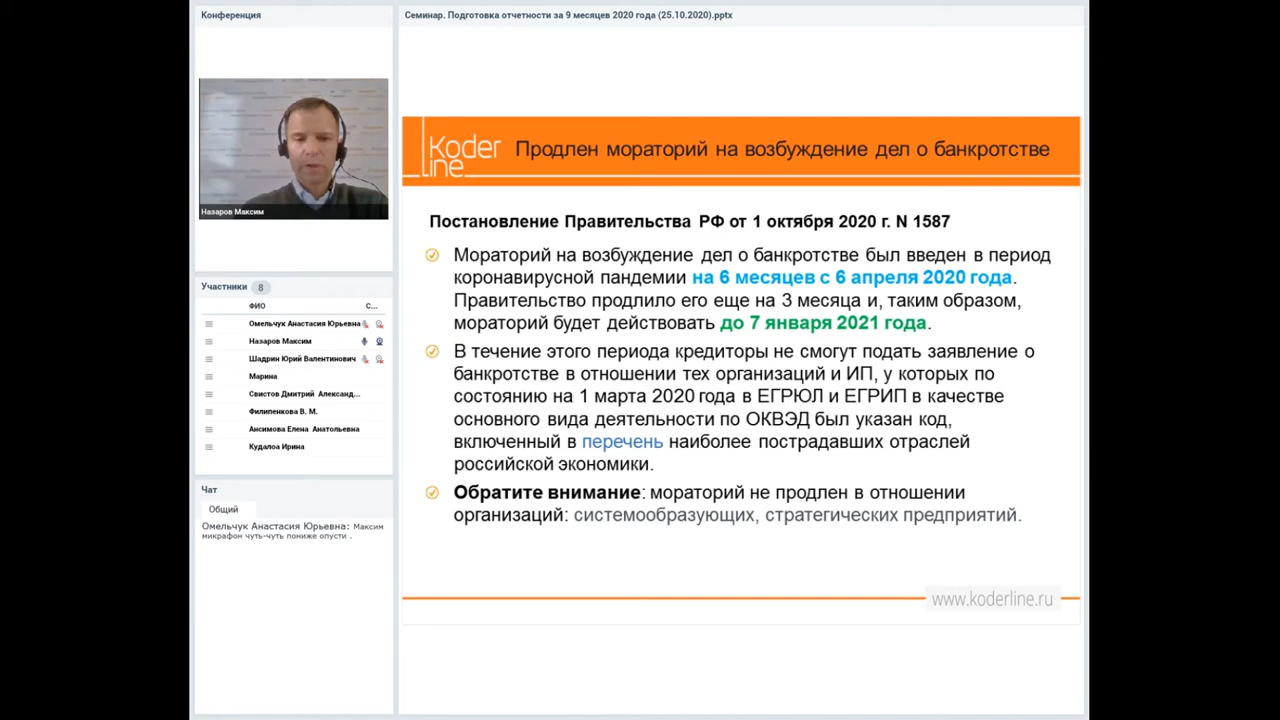 Конференция
Назаров Максим
Участники 8
ФИО С...
Омельчук Анастасия Юрьевна
Назаров Максим
Шадрин Юрий Валентинович
Марина
Свистов Дмитрий Александ...
Филипенкова В. М.
Ансимова Елена Анатольевна
Кудалоа Ирина
Чат
Общий
Омельчук Анастасия Юрьевна: Максим
микрафон чуть-чуть пониже опусти .
Семинар. Подготовка отчетности за 9 месяцев 2020 года (25.10.2020).pptx
Koder
line
Продлен мораторий на возбуждение дел о банкротстве
Постановление Правительства РФ от 1 октября 2020 г. N 1587
Мораторий на возбуждение дел о банкротстве был введен в период
коронавирусной пандемии на 6 месяцев с 6 апреля 2020 года.
Правительство продлило его еще на 3 месяца и, таким образом,
мораторий будет действовать до 7 января 2021 года.
В течение этого периода кредиторы не смогут подать заявление о
банкротстве в отношении тех организаций и ИП, у которых по
состоянию на 1 марта 2020 года в ЕГРЮЛ и ЕГРИП в качестве
основного вида деятельности по ОКВЭД был указан код,
включенный в перечень наиболее пострадавших отраслей
российской экономики.
Обратите внимание: мораторий не продлен в отношении
организаций: системообразующих, стратегических предприятий.
www.koderline.ru